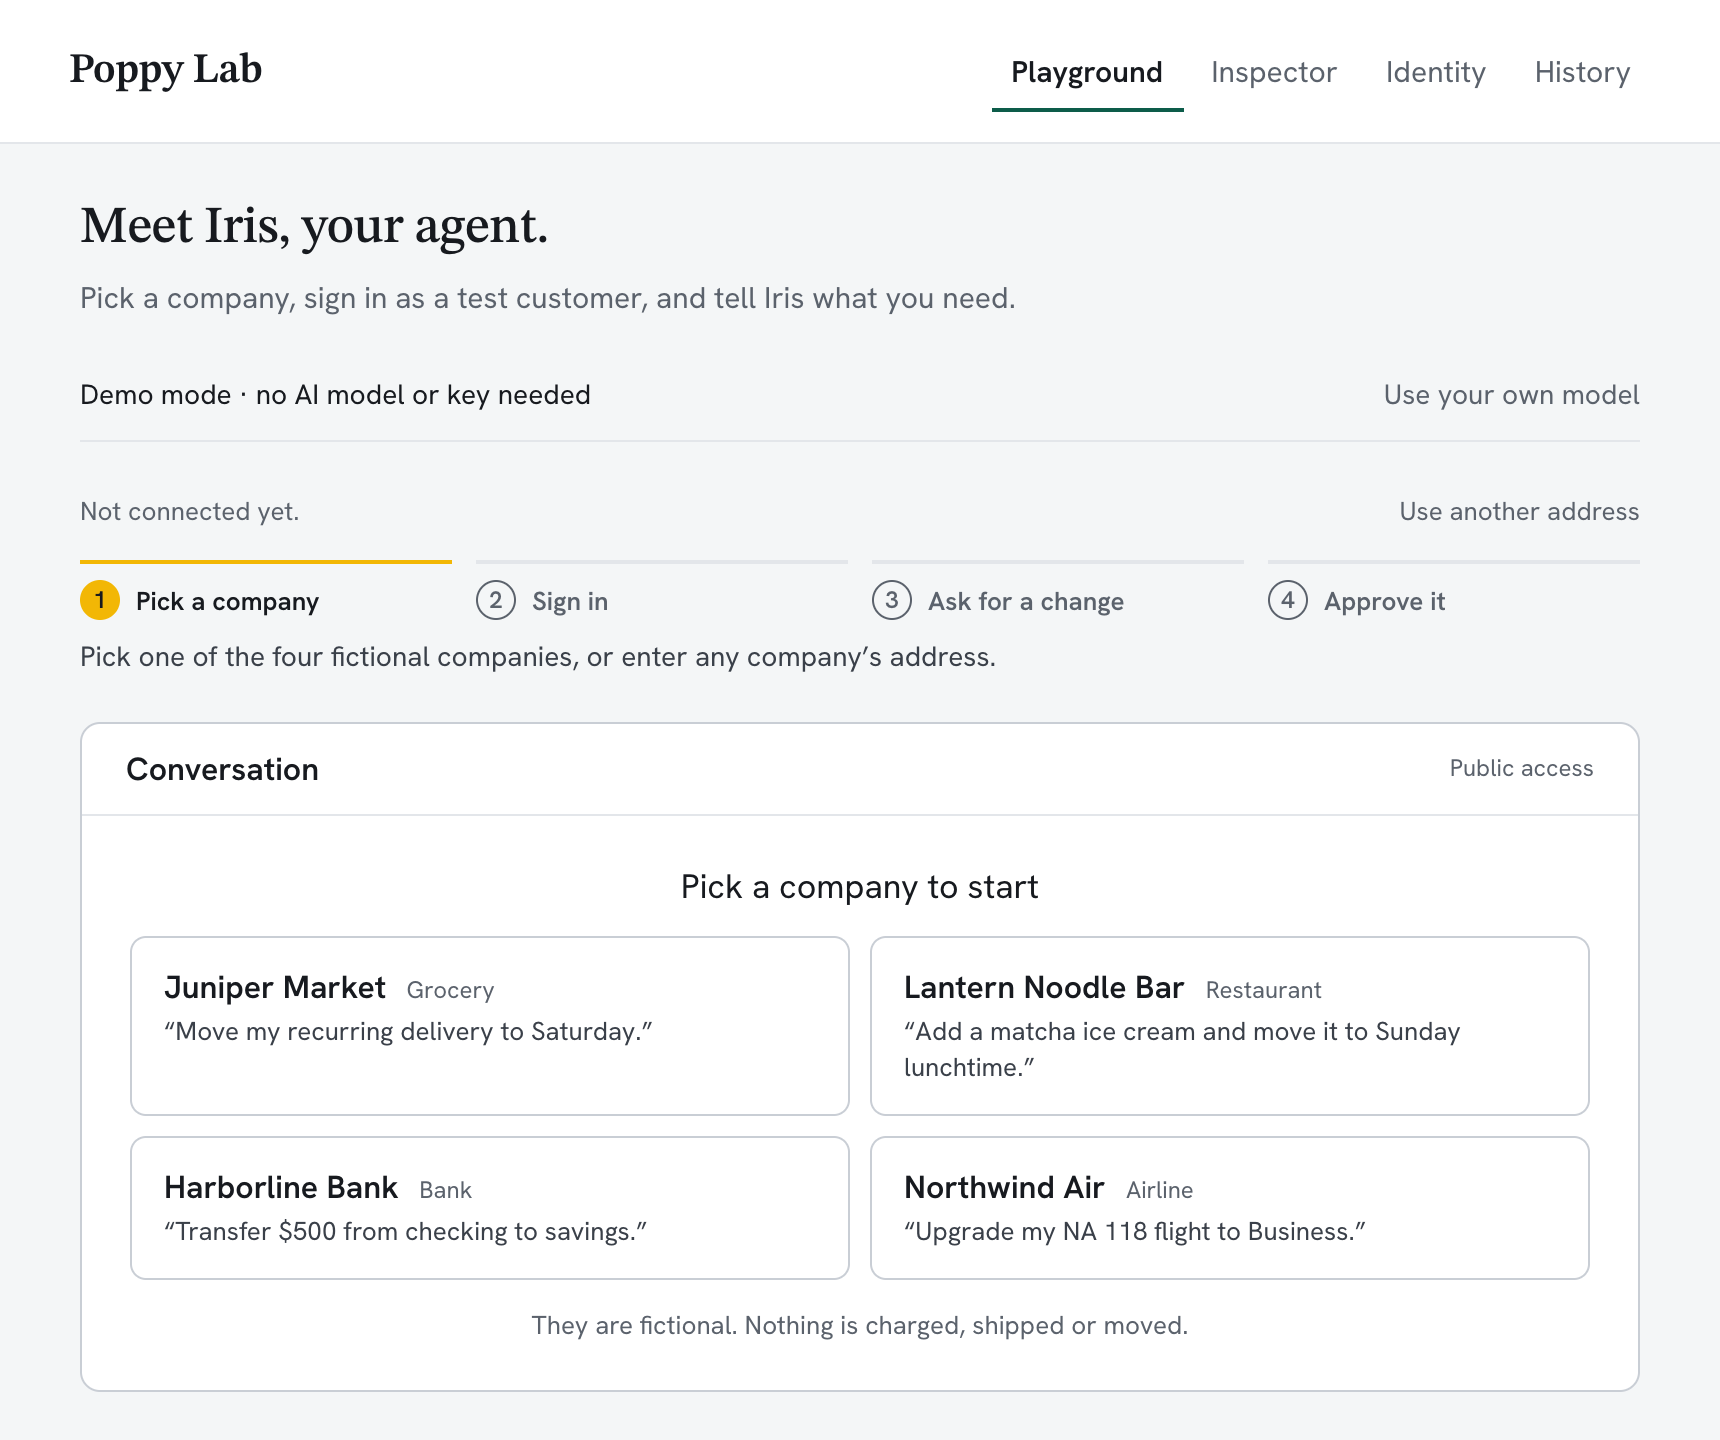 Poppy Lab
Playground Inspector Identity History
Meet Iris, your agent.
Pick a company, sign in as a test customer, and tell Iris what you need.
Demo mode · no AI model or key needed
Use your own model
Not connected yet.
Use another address
1 Pick a company
2 Sign in
3 Ask for a change
4 Approve it
Pick one of the four fictional companies, or enter any company’s address.
Conversation
Public access
Pick a company to start
Juniper Market Grocery
“Move my recurring delivery to Saturday.”
Lantern Noodle Bar Restaurant
“Add a matcha ice cream and move it to Sunday
lunchtime.”
Harborline Bank Bank
“Transfer $500 from checking to savings.”
Northwind Air Airline
“Upgrade my NA 118 flight to Business.”
They are fictional. Nothing is charged, shipped or moved.